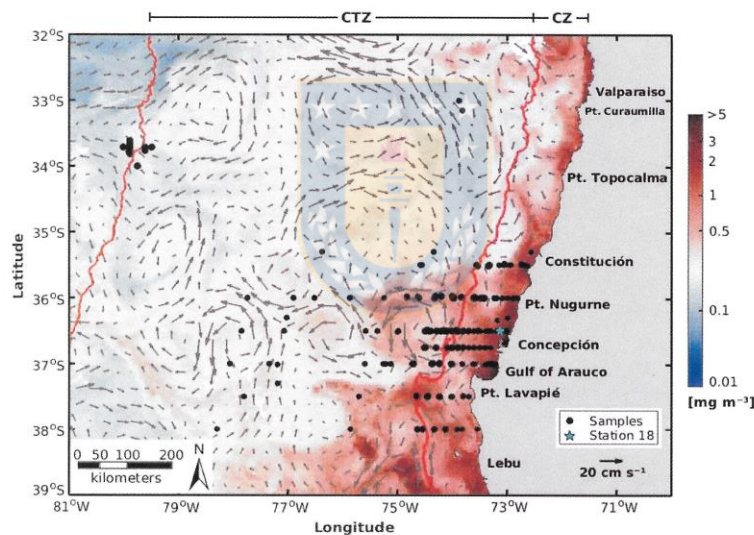 CTZ CZ
32°S
33°S
34°S
35°S
36°S
37°S
38°S
39°S
Latitude
Valparaiso
Pt. Curaumilla
Pt. Topocalma
Constitución
Pt. Nugurne
Concepción
Gulf of Arauco
Pt. Lavapié
Lebu
>5
3
2
1
0.5
0.1
0.01
[mg m⁻³]
Samples
Station 18
20 cm s⁻¹
N
0 50 100 200
kilometers
81°W 79°W 77°W 75°W 73°W 71°W
Longitude